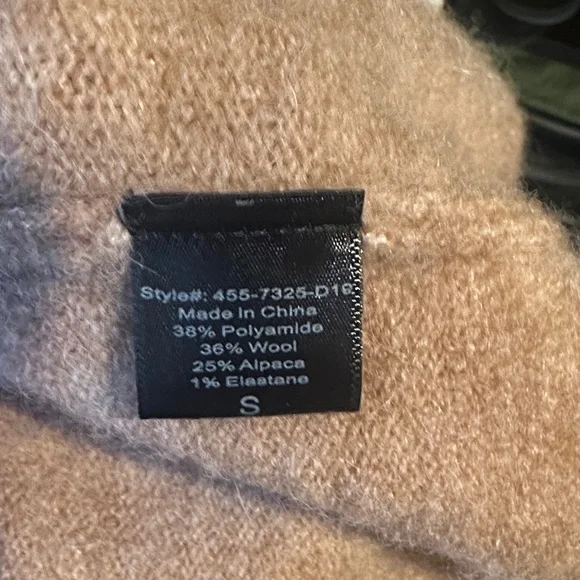 Style#: 455-7325-D19
Made In China
38% Polyamide
36% Wool
25% Alpaca
1% Elastane
S